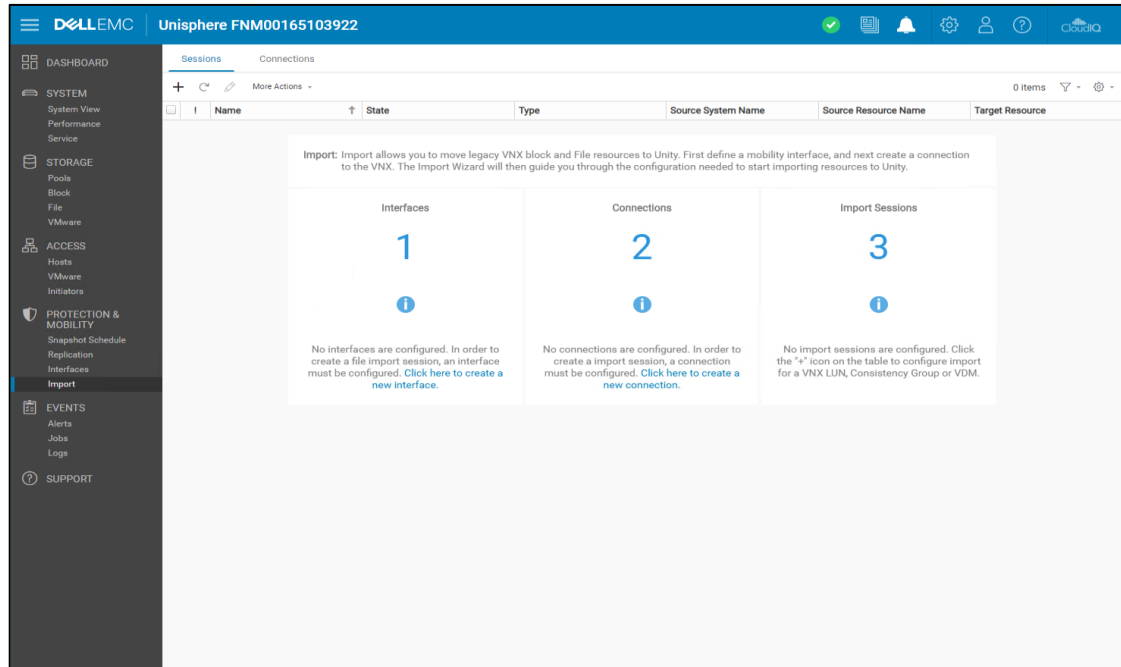 DELLEMC Unisphere FNM00165103922
CloudIQ
DASHBOARD
SYSTEM
System View
Performance
Service
STORAGE
Pools
Block
File
VMware
ACCESS
Hosts
VMware
Initiators
PROTECTION &
MOBILITY
Snapshot Schedule
Replication
Interfaces
Import
EVENTS
Alerts
Jobs
Logs
SUPPORT
Sessions Connections
More Actions 0 Items
! Name State Type Source System Name Source Resource Name Target Resource
Import: Import allows you to move legacy VNX block and File resources to Unity. First define a mobility interface, and next create a connection
to the VNX. The Import Wizard will then guide you through the configuration needed to start importing resources to Unity.
Interfaces
1
No interfaces are configured. In order to
create a file import session, an interface
must be configured. Click here to create a
new interface.
Connections
2
No connections are configured. In order to
create a import session, a connection
must be configured. Click here to create a
new connection.
Import Sessions
3
No import sessions are configured. Click
the "+" icon on the table to configure import
for a VNX LUN, Consistency Group or VDM.